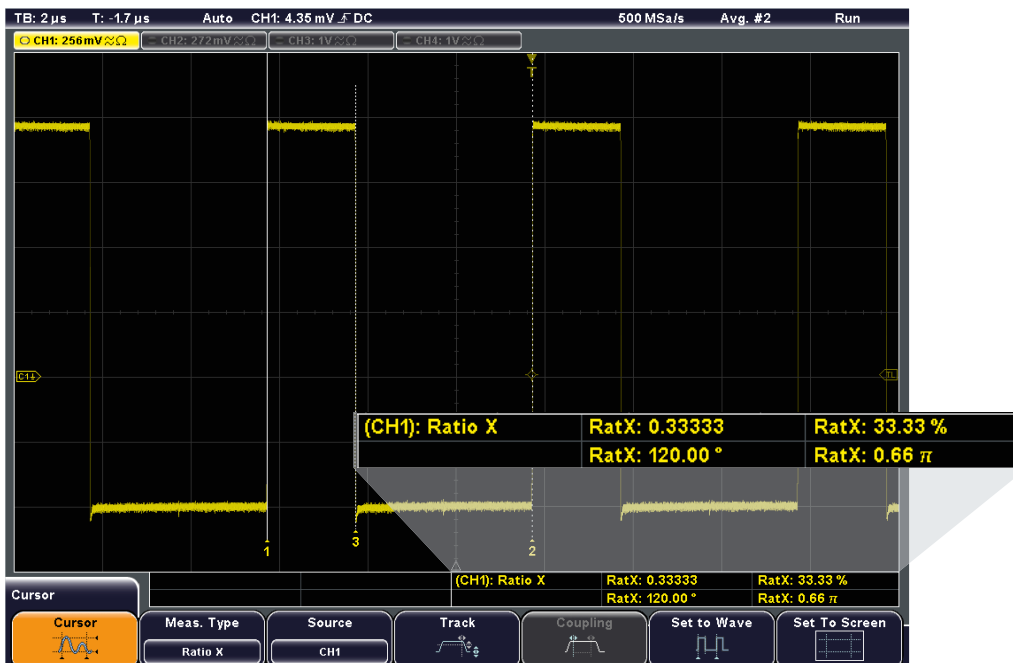 TB: 2 µs T: -1.7 µs Auto CH1: 4.35 mV DC 500 MSa/s Avg. #2 Run
CH1: 256mV≂Ω CH2: 272mV≂Ω CH3: 1V≂Ω CH4: 1V≂Ω
T
C1
TL
(CH1): Ratio X RatX: 0.33333 RatX: 33.33 %
RatX: 120.00 ° RatX: 0.66 π
1 3 2
(CH1): Ratio X RatX: 0.33333 RatX: 33.33 %
RatX: 120.00 ° RatX: 0.66 π
Cursor
Cursor Meas. Type Source Track Coupling Set to Wave Set To Screen
Ratio X CH1